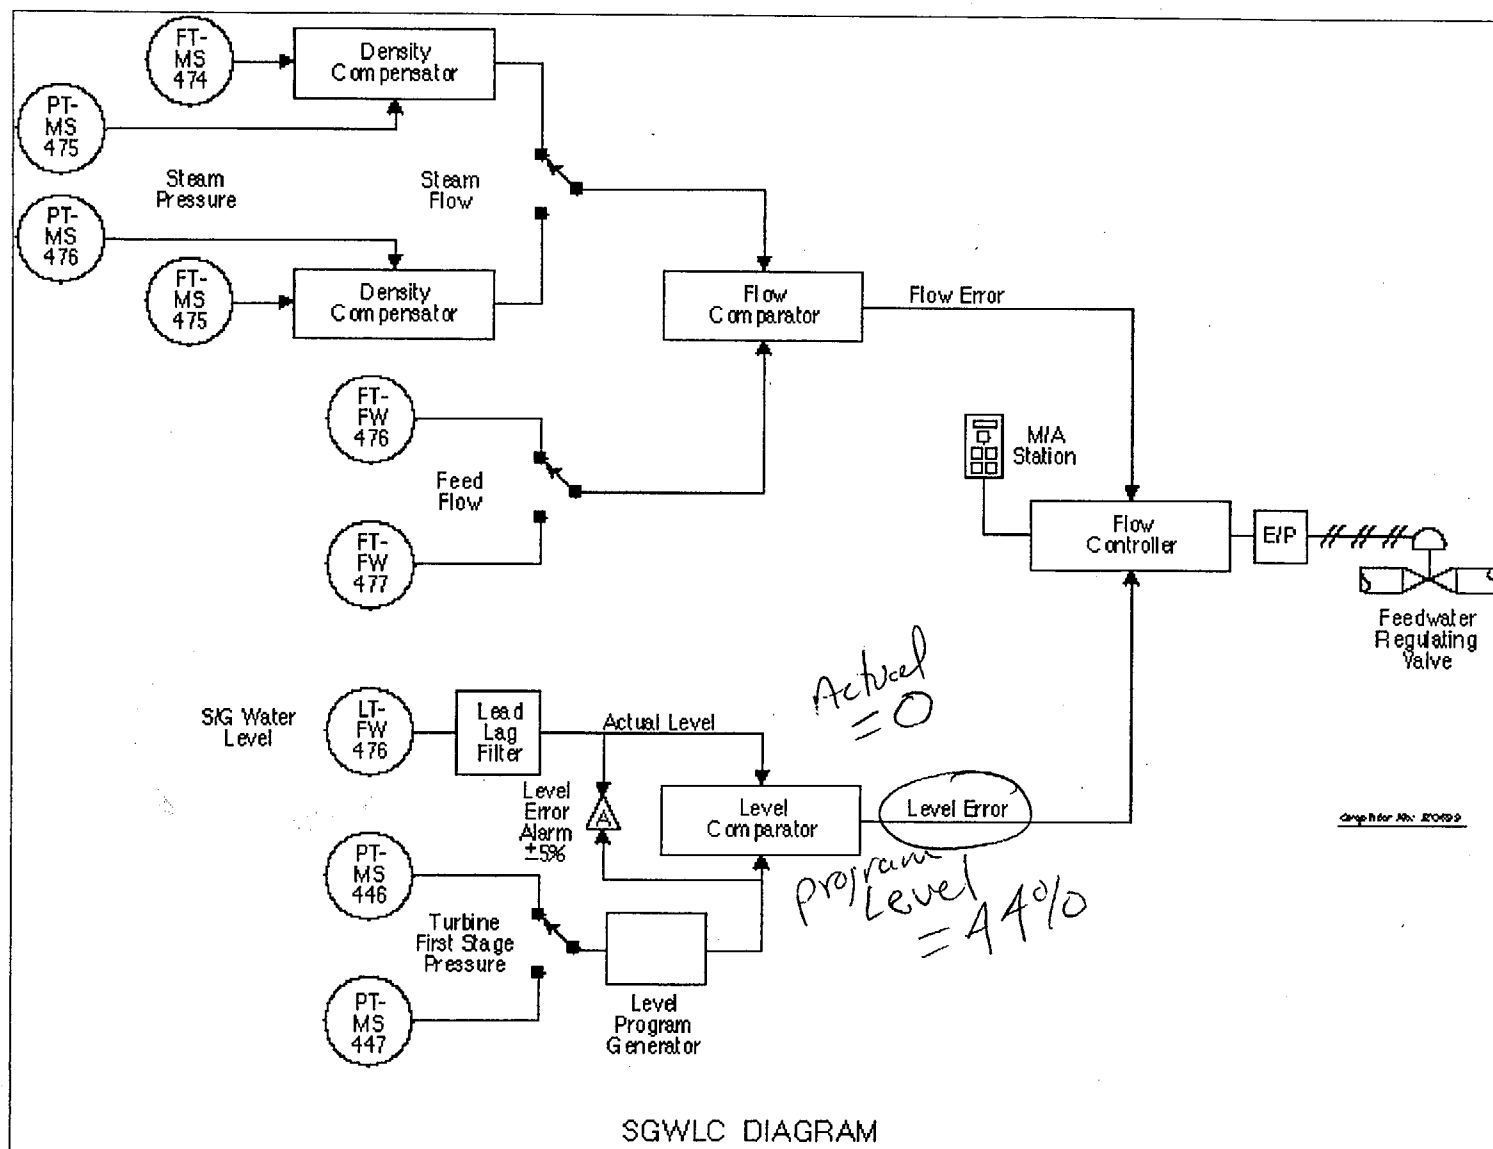 FT-
MS
474
Density
Compensator
PT-
MS
475
Steam
Pressure
Steam
Flow
PT-
MS
476
FT-
MS
475
Density
Compensator
Flow
Comparator
Flow Error
FT-
FW
476
Feed
Flow
FT-
FW
477
M/A
Station
Flow
Controller
E/P
Feedwater
Regulating
Valve
Actual
= 0
S/G Water
Level
LT-
FW
476
Lead
Lag
Filter
Actual Level
Level
Error
Alarm
±5%
A
Level
Comparator
Level Error
program
Level
= 44%
PT-
MS
446
Turbine
First Stage
Pressure
PT-
MS
447
Level
Program
Generator
SGWLC DIAGRAM